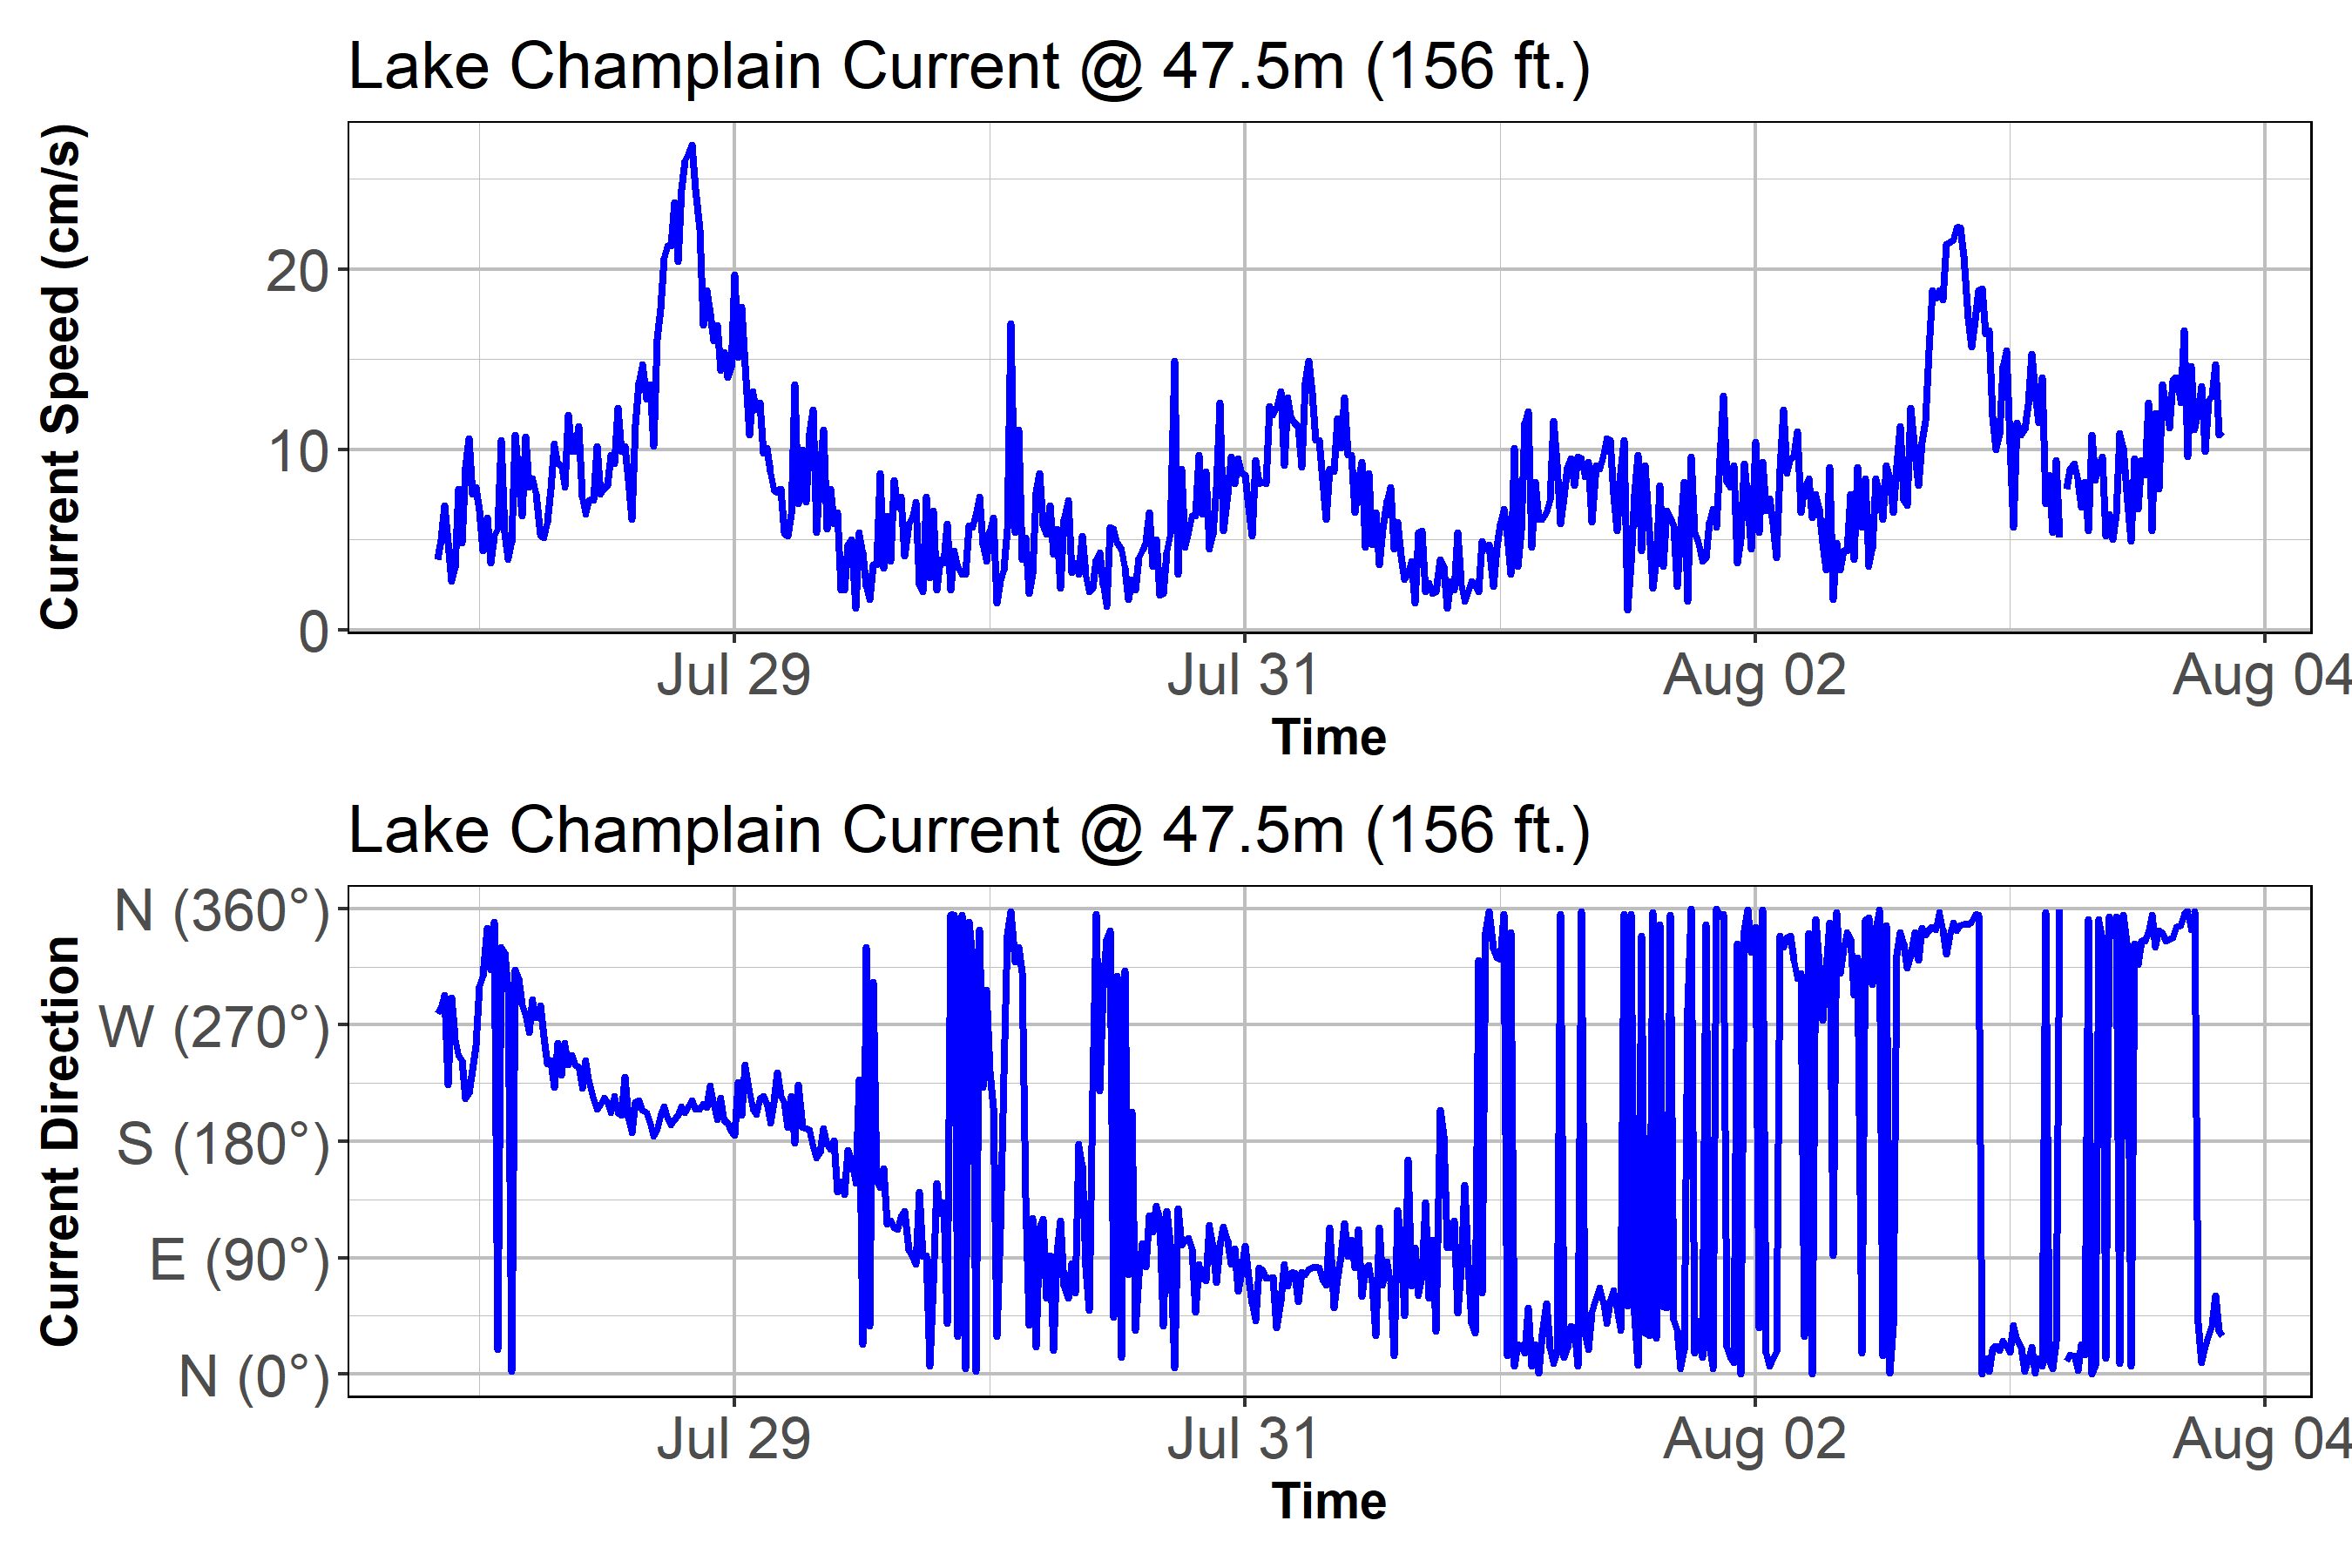 Lake Champlain Current @ 47.5m (156 ft.)
Current Speed (cm/s)
20
10
0
Jul 29 Jul 31 Aug 02 Aug 04
Time
Lake Champlain Current @ 47.5m (156 ft.)
Current Direction
N (360°)
W (270°)
S (180°)
E (90°)
N (0°)
Jul 29 Jul 31 Aug 02 Aug 04
Time